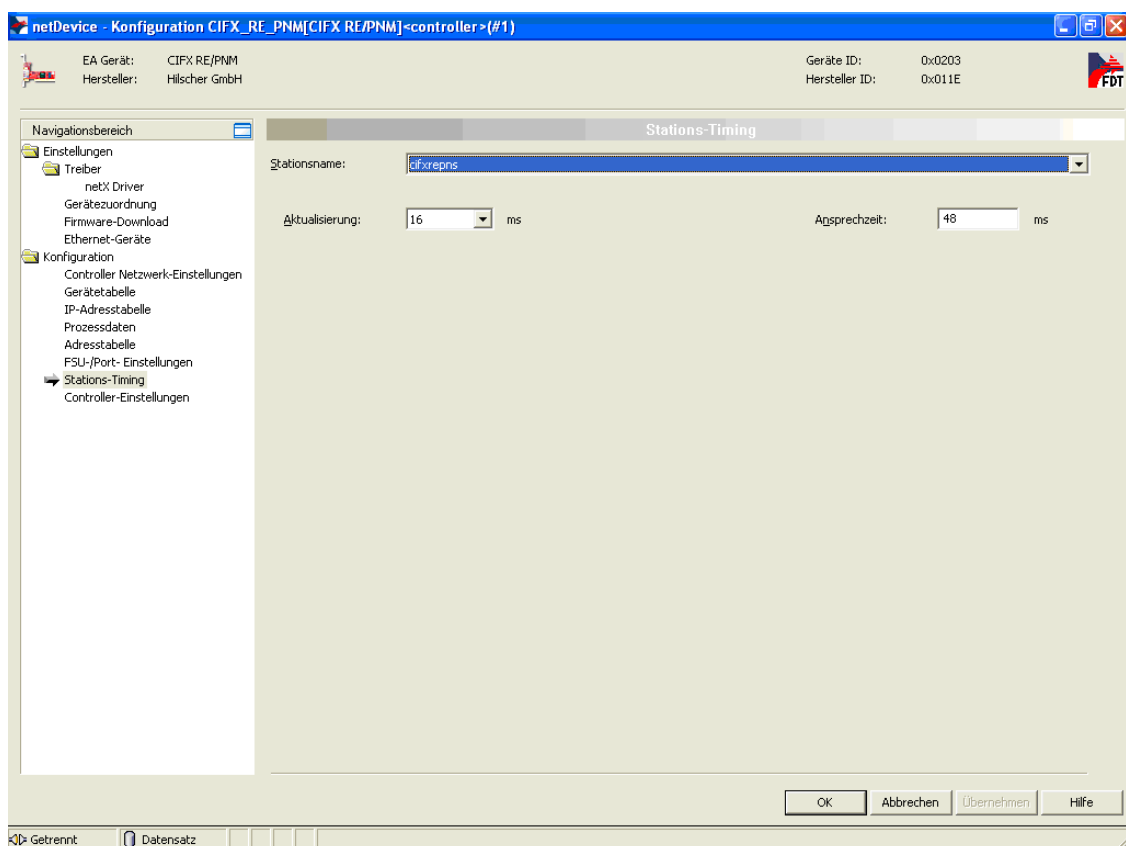 netDevice - Konfiguration CIFX_RE_PNM[CIFX RE/PNM]<controller>(#1)
EA Gerät: CIFX RE/PNM Geräte ID: 0x0203
Hersteller: Hilscher GmbH Hersteller ID: 0x011E
FDT
Navigationsbereich
Stations-Timing
Einstellungen
Treiber
netX Driver
Gerätezuordnung
Firmware-Download
Ethernet-Geräte
Konfiguration
Controller Netzwerk-Einstellungen
Gerätetabelle
IP-Adresstabelle
Prozessdaten
Adresstabelle
FSU-/Port- Einstellungen
Stations-Timing
Controller-Einstellungen
Stationsname: cifxrepns
Aktualisierung: 16 ms Ansprechzeit: 48 ms
OK Abbrechen Übernehmen Hilfe
Getrennt Datensatz